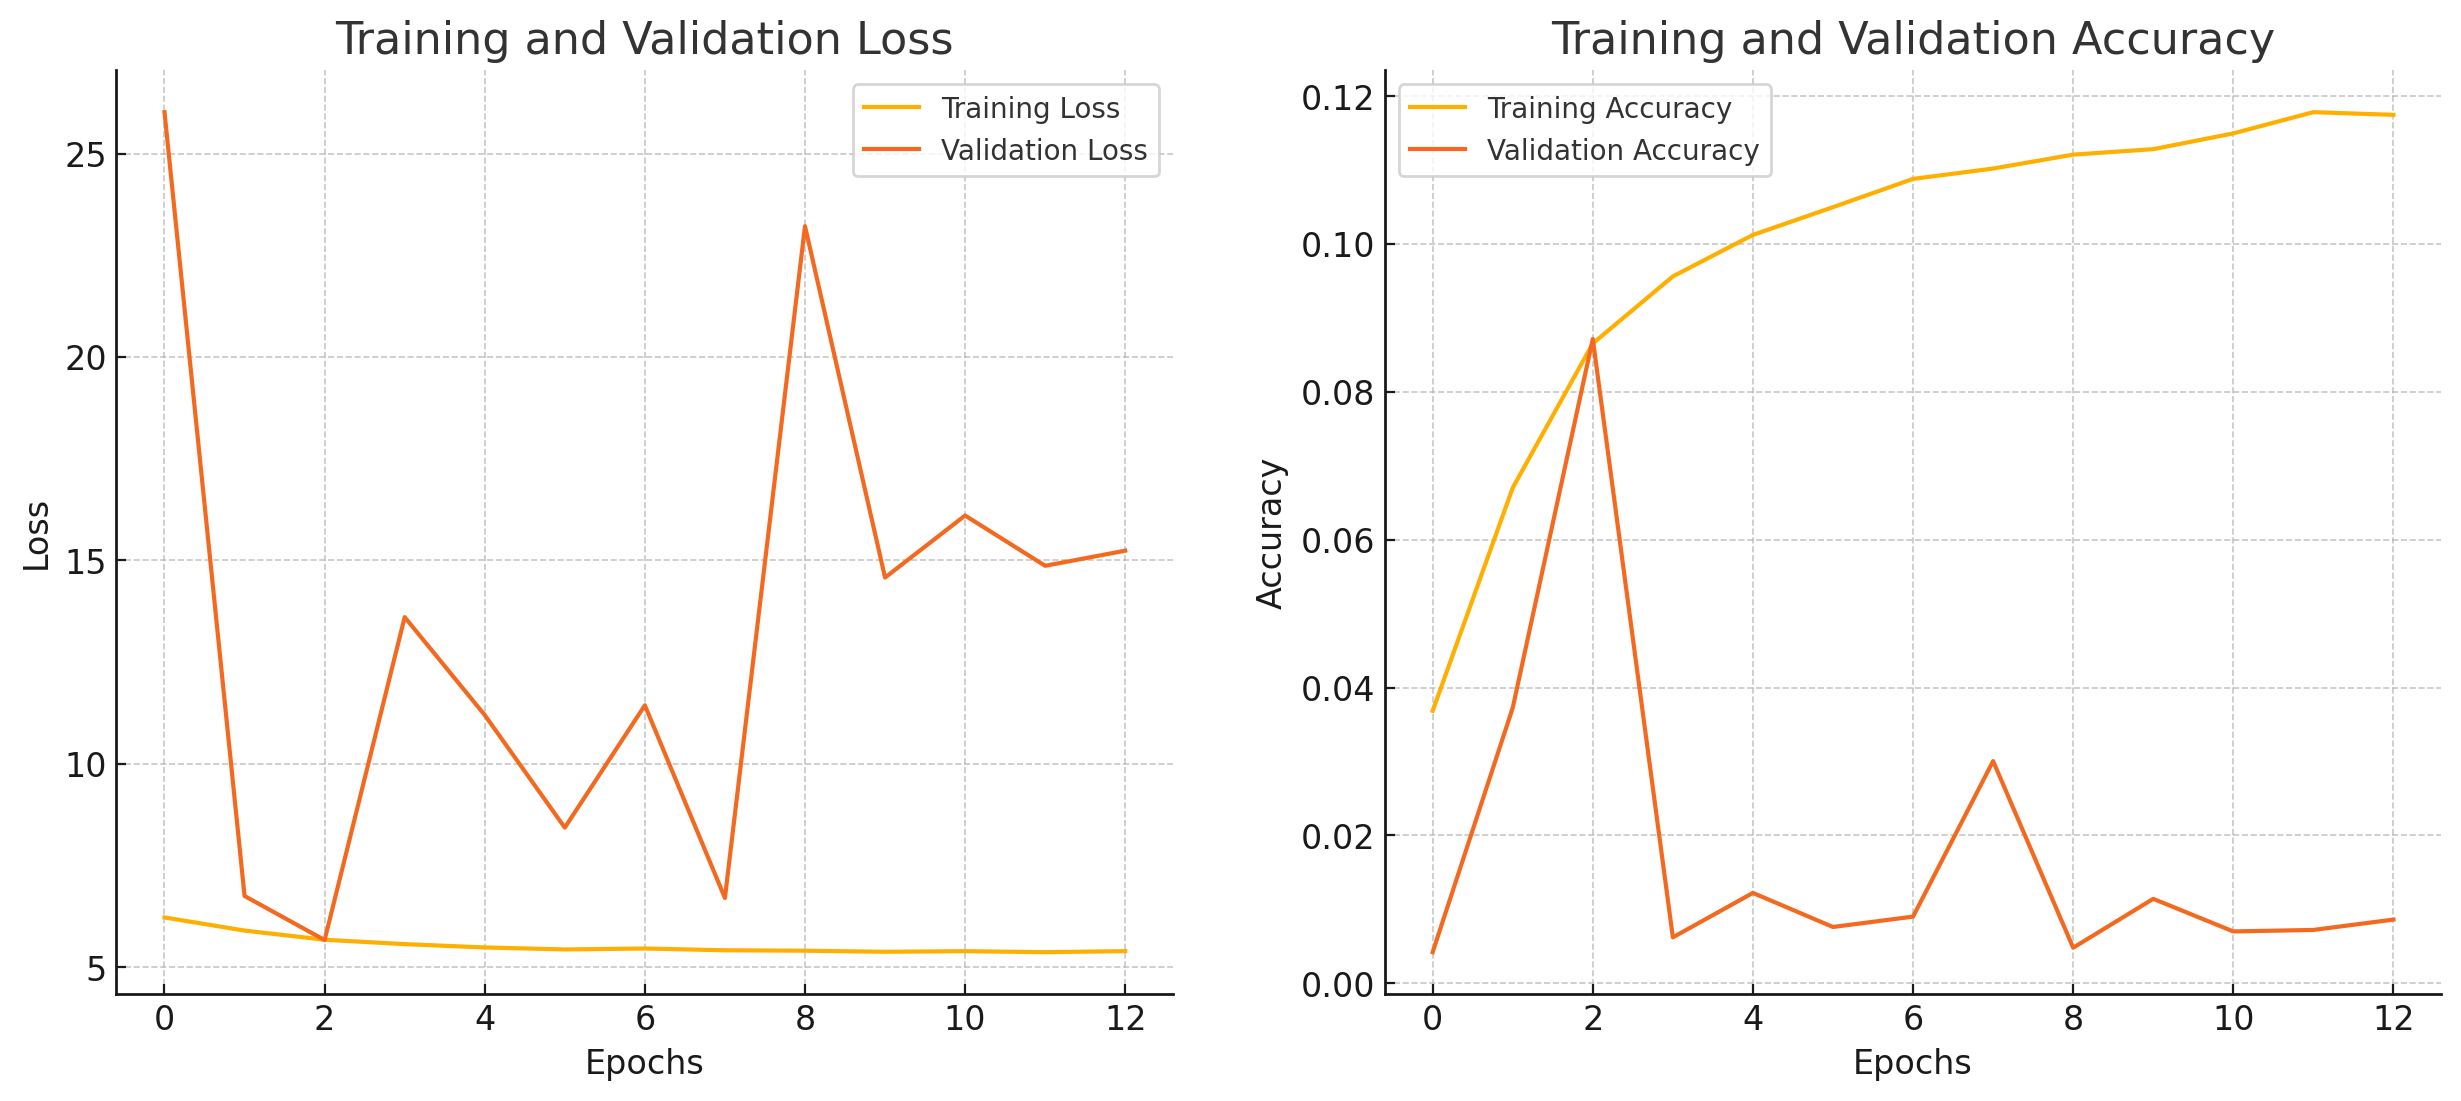 Training and Validation Loss
Training Loss
Validation Loss
25
20
15
10
5
Loss
0 2 4 6 8 10 12
Epochs
Training and Validation Accuracy
Training Accuracy
Validation Accuracy
0.12
0.10
0.08
0.06
0.04
0.02
0.00
Accuracy
0 2 4 6 8 10 12
Epochs